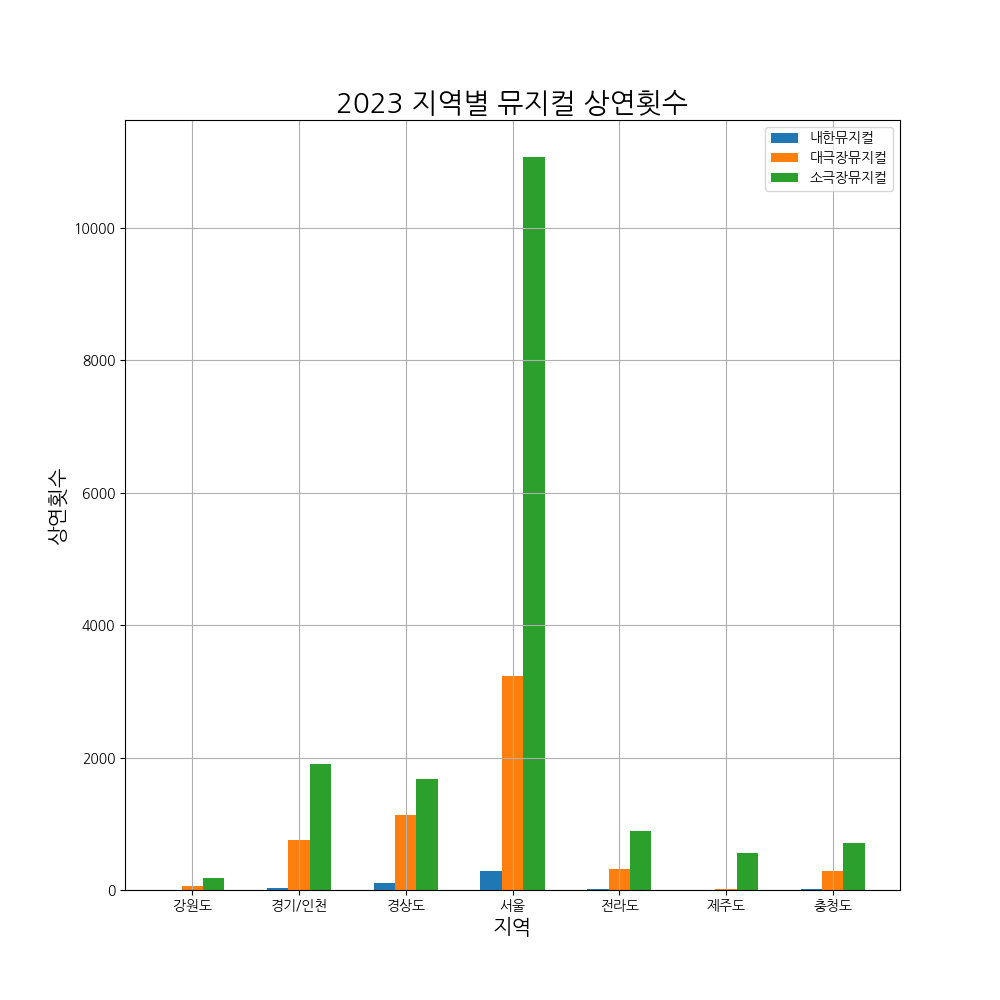 2023 지역별 뮤지컬 상연횟수
내한뮤지컬
대극장뮤지컬
소극장뮤지컬
10000
8000
6000
4000
2000
0
상연횟수
강원도 경기/인천 경상도 서울 전라도 제주도 충청도
지역